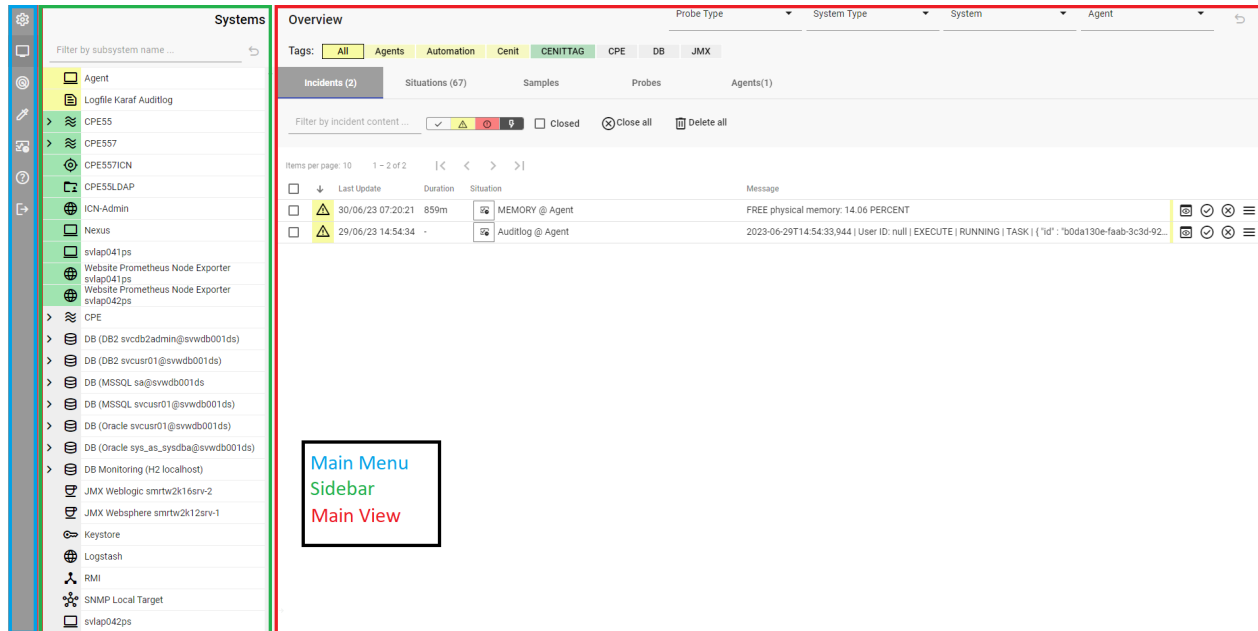 Systems
Filter by subsystem name ...
Agent
Logfile Karaf Auditlog
CPE55
CPE557
CPE557ICN
CPE55LDAP
ICN-Admin
Nexus
svlap041ps
Website Prometheus Node Exporter
svlap041ps
Website Prometheus Node Exporter
svlap042ps
CPE
DB (DB2 svcdb2admin@svwdb001ds)
DB (DB2 svcusr01@svwdb001ds)
DB (MSSQL sa@svwdb001ds
DB (MSSQL svcusr01@svwdb001ds)
DB (Oracle svcusr01@svwdb001ds)
DB (Oracle sys_as_sysdba@svwdb001ds)
DB Monitoring (H2 localhost)
JMX Weblogic smrtw2k16srv-2
JMX Websphere smrtw2k12srv-1
Keystore
Logstash
RMI
SNMP Local Target
svlap042ps
Overview Probe Type System Type System Agent
Tags: All Agents Automation Cenit CENITTAG CPE DB JMX
Incidents (2) Situations (67) Samples Probes Agents(1)
Filter by incident content ... Closed Close all Delete all
Items per page: 10 1 – 2 of 2
Last Update Duration Situation Message
30/06/23 07:20:21 859m MEMORY @ Agent FREE physical memory: 14.06 PERCENT
29/06/23 14:54:34 - Auditlog @ Agent 2023-06-29T14:54:33,944 | User ID: null | EXECUTE | RUNNING | TASK | { "id" : "b0da130e-faab-3c3d-92...
Main Menu
Sidebar
Main View